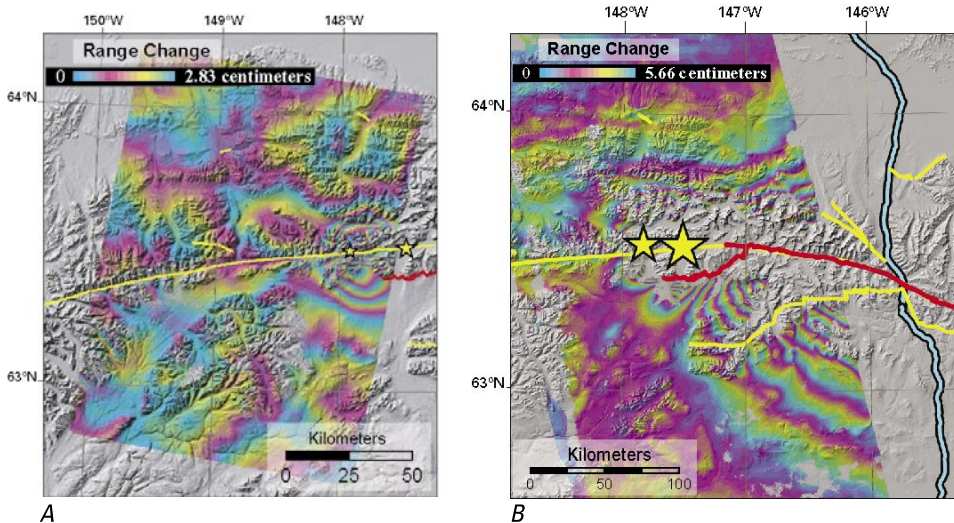 150°W 149°W 148°W
Range Change
0 2.83 centimeters
64°N
63°N
Kilometers
0 25 50
A
148°W 147°W 146°W
Range Change
0 5.66 centimeters
64°N
63°N
Kilometers
0 50 100
B